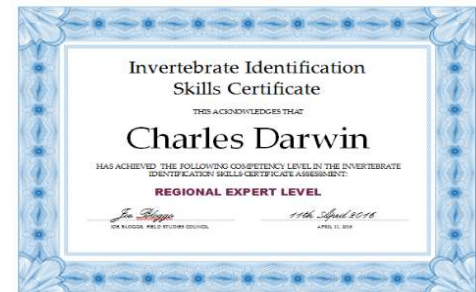 Invertebrate Identification
Skills Certificate
THIS ACKNOWLEDGES THAT
Charles Darwin
HAS ACHIEVED THE FOLLOWING COMPETENCY LEVEL IN THE INVERTEBRATE
IDENTIFICATION SKILLS CERTIFICATE ASSESSMENT:
REGIONAL EXPERT LEVEL
Joe Bloggs 11th April 2016
JOE BLOGGS, FIELD STUDIES COUNCIL APRIL 11, 2016